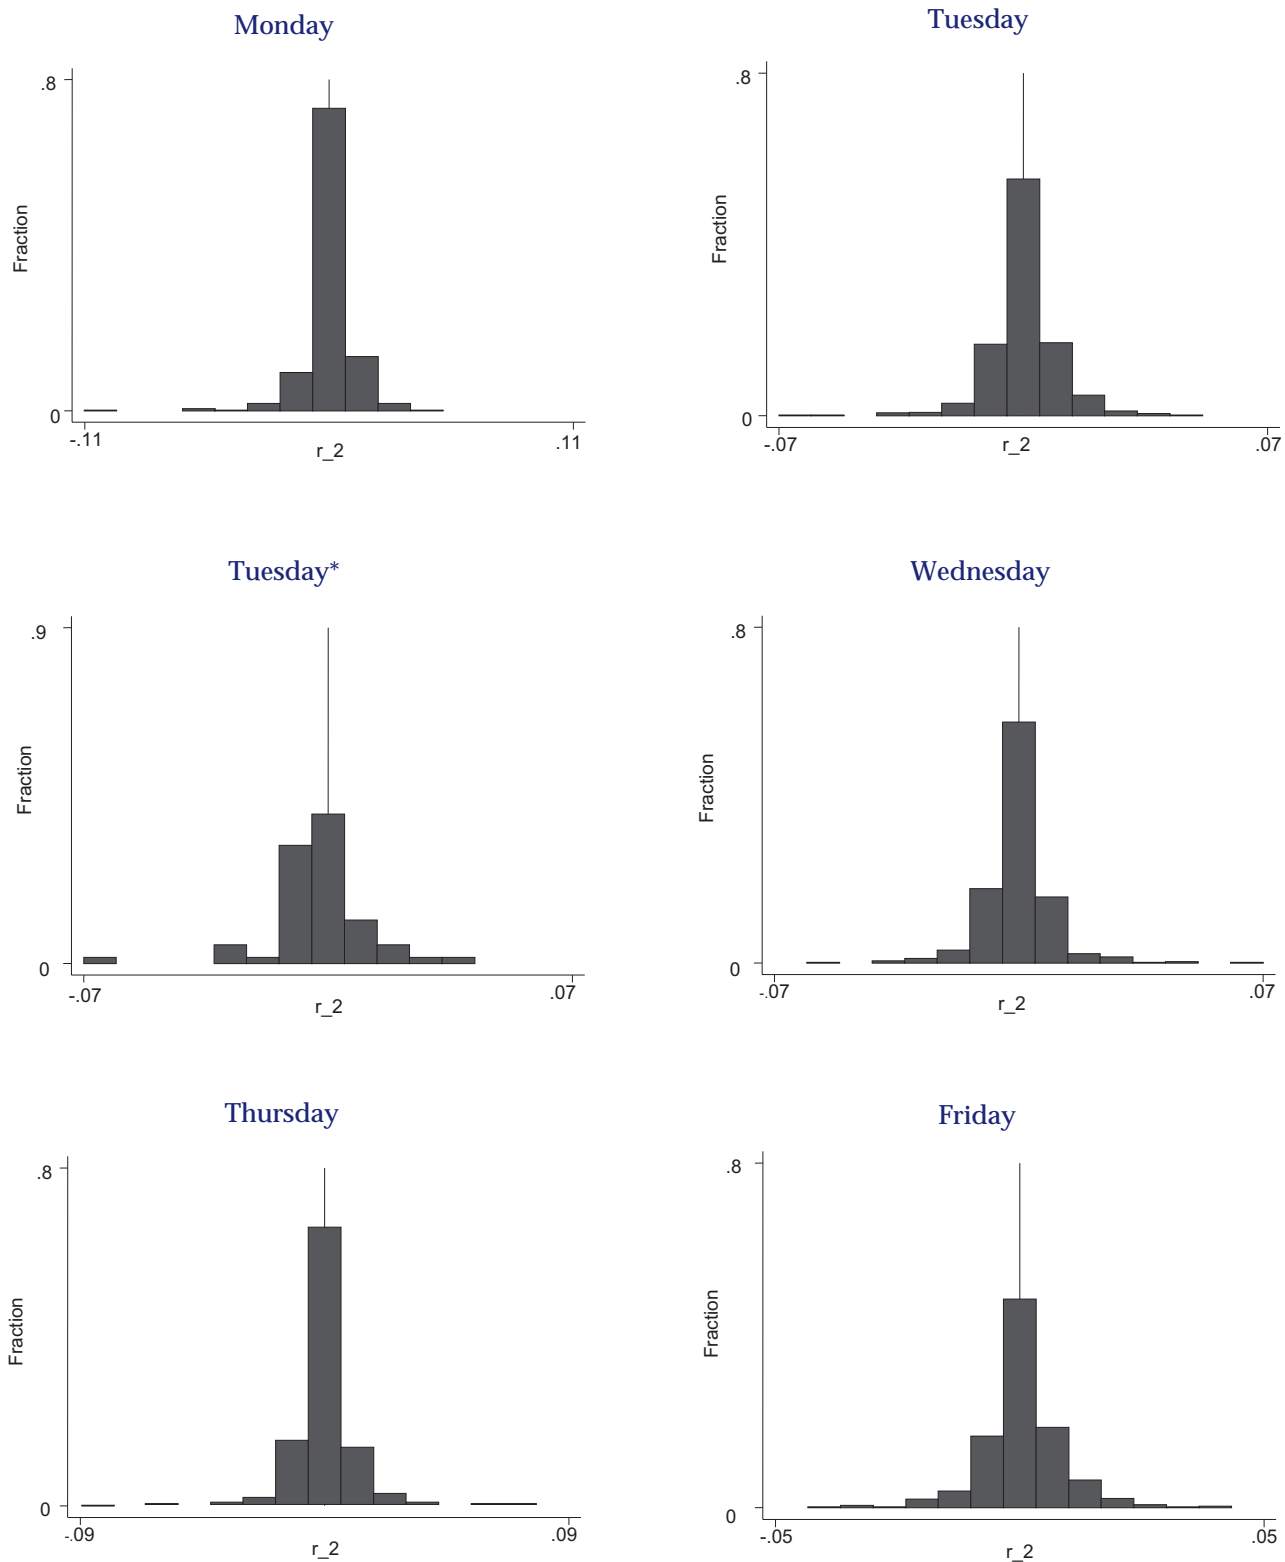 Monday
.8
Fraction
0
-.11
.11
r_2
Tuesday
.8
Fraction
0
-.07
.07
r_2
Tuesday*
.9
Fraction
0
-.07
.07
r_2
Wednesday
.8
Fraction
0
-.07
.07
r_2
Thursday
.8
Fraction
0
-.09
.09
r_2
Friday
.8
Fraction
0
-.05
.05
r_2